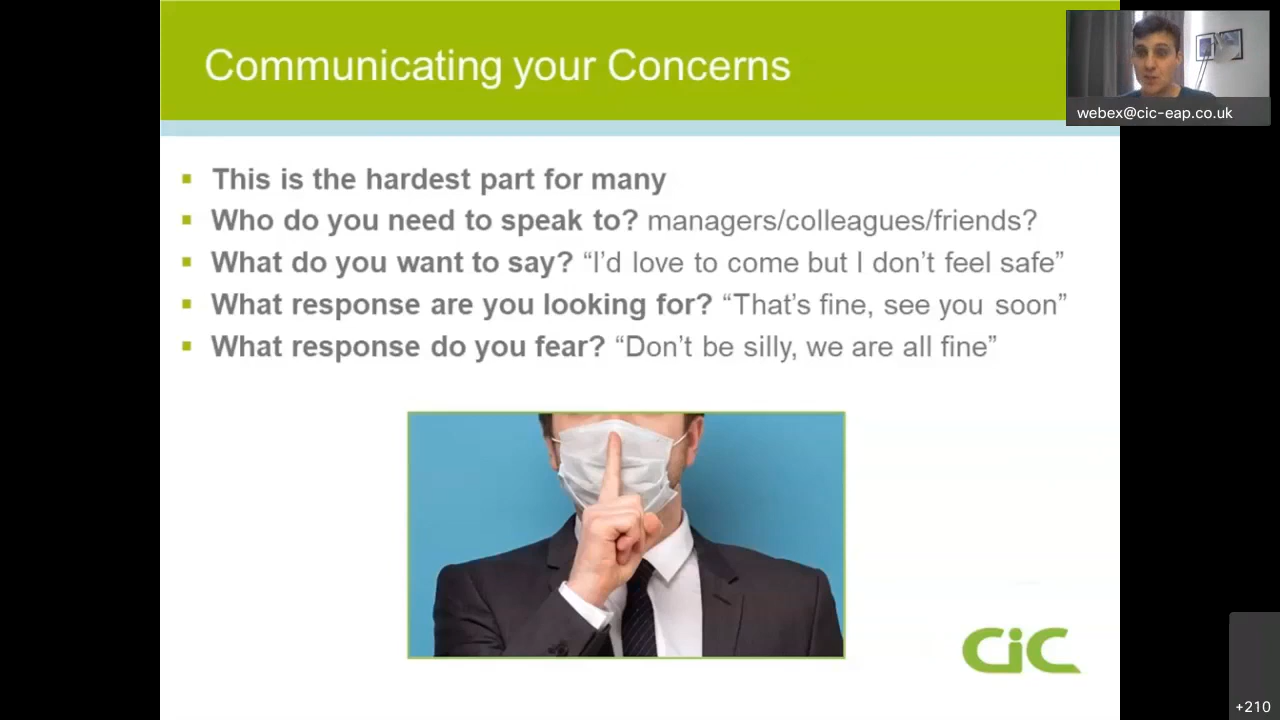 Communicating your Concerns
webex@cic-eap.co.uk
▪ This is the hardest part for many
▪ Who do you need to speak to? managers/colleagues/friends?
▪ What do you want to say? “I’d love to come but I don’t feel safe”
▪ What response are you looking for? “That’s fine, see you soon”
▪ What response do you fear? “Don’t be silly, we are all fine”
CiC
+210